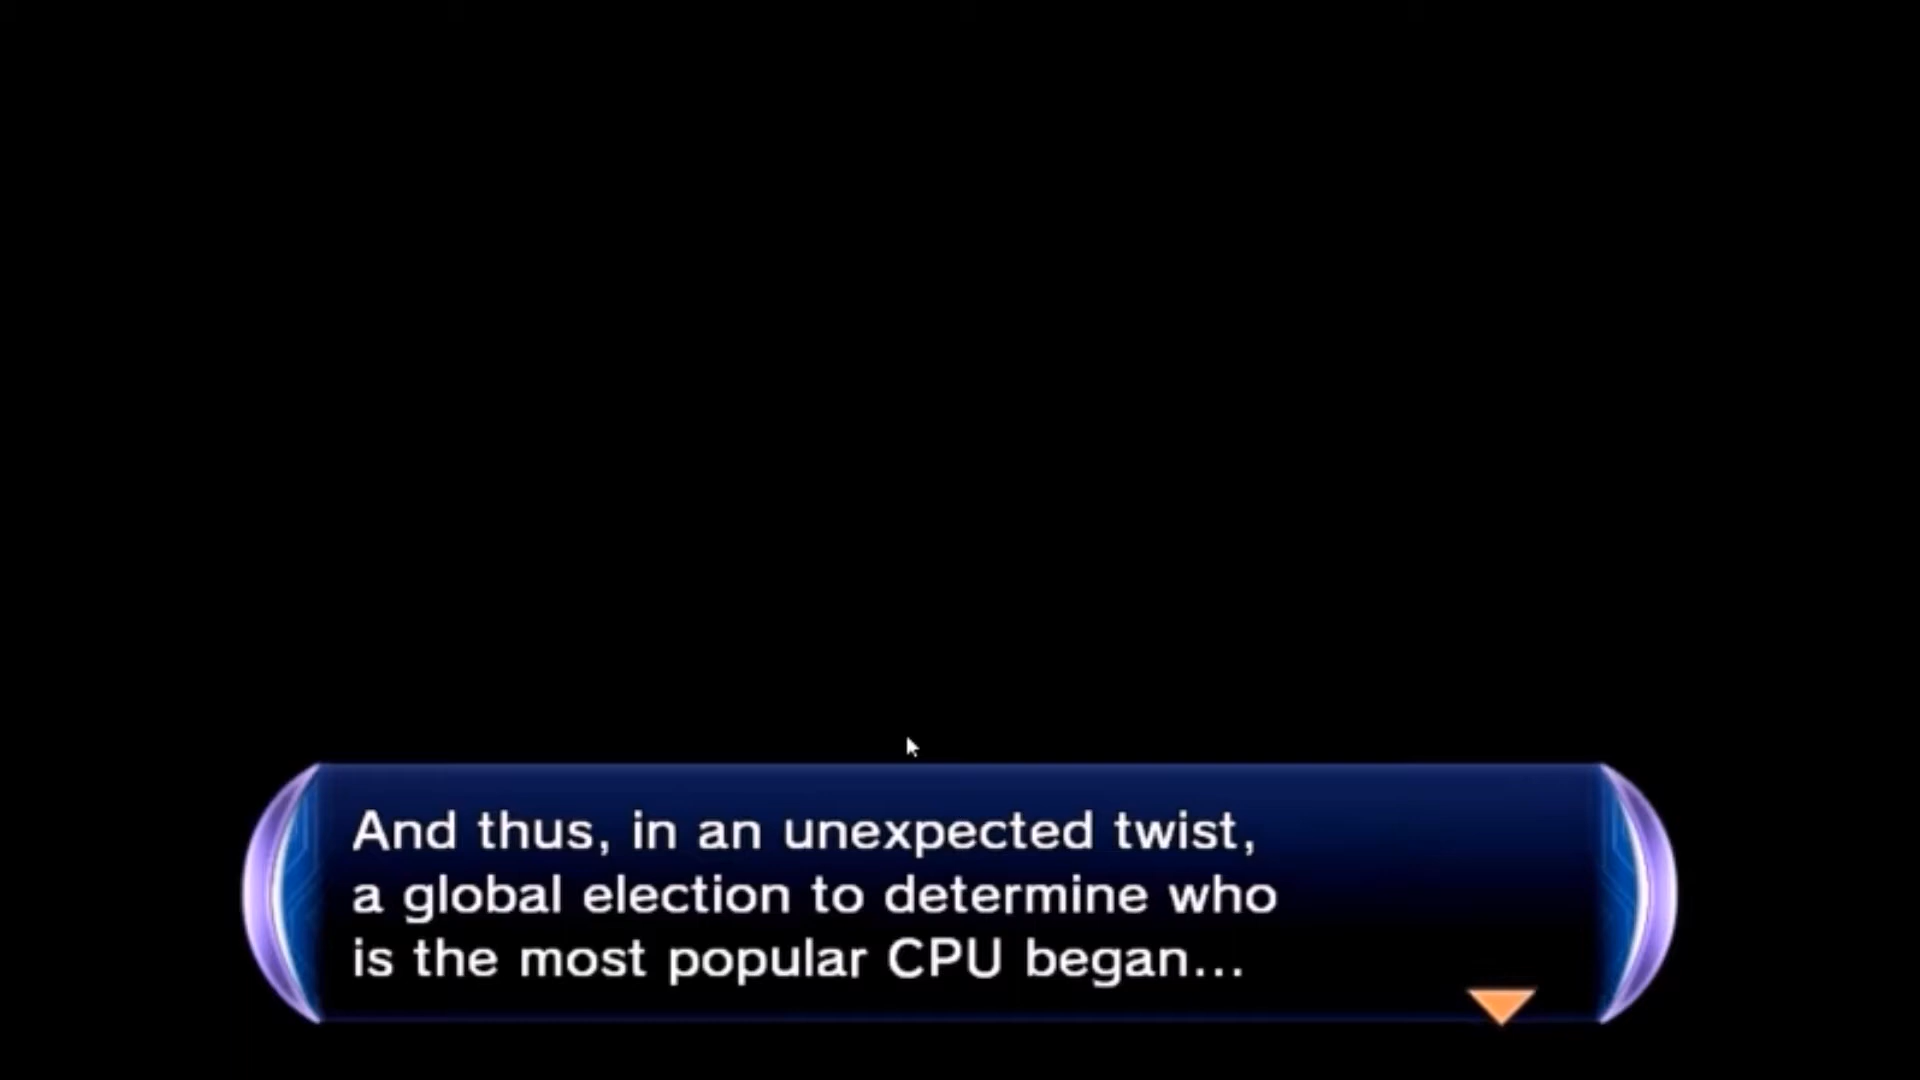 And thus, in an unexpected twist,
a global election to determine who
is the most popular CPU began...